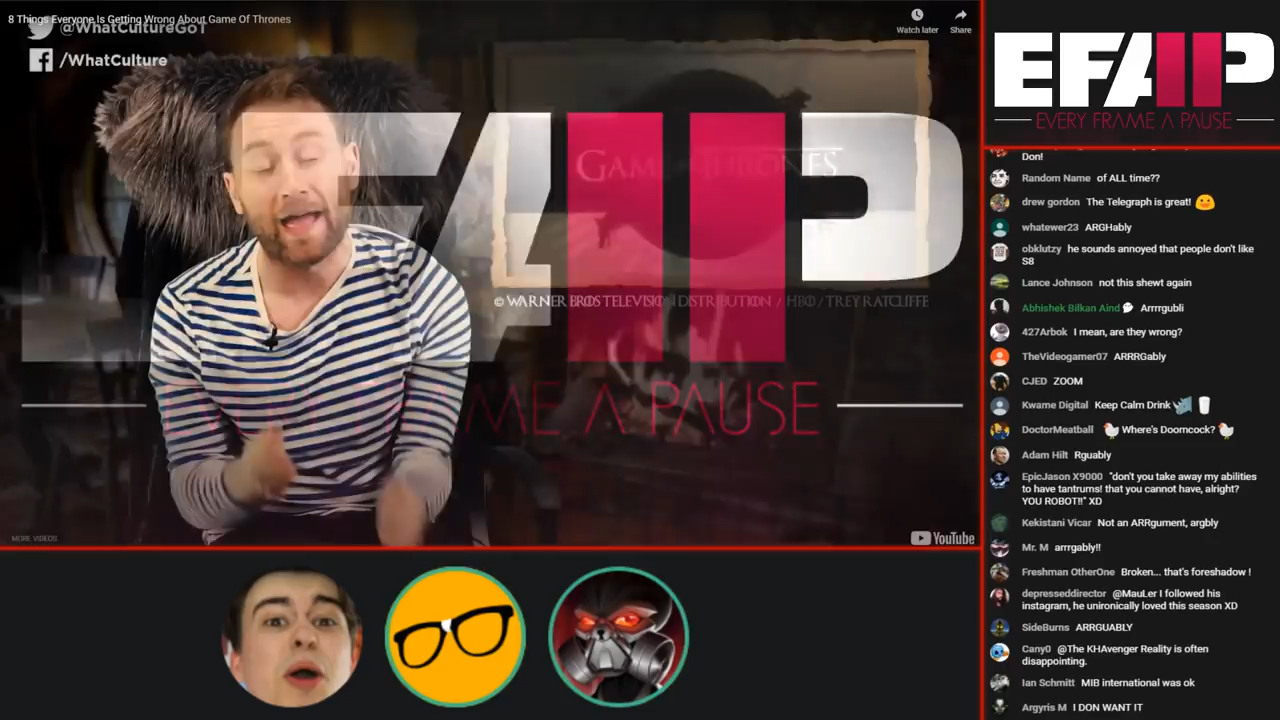 8 Things Everyone Is Getting Wrong About Game Of Thrones
@WhatCultureGoT
/WhatCulture
Watch later
Share
GAME OF THRONES
© WARNER BROS TELEVISION DISTRIBUTION / HBO / TREY RATCLIFFE
EFAP
EVERY FRAME A PAUSE
MORE VIDEOS
YouTube
EFAP
EVERY FRAME A PAUSE
Don!
Random Name of ALL time??
drew gordon The Telegraph is great!
whatewer23 ARGHably
obklutzy he sounds annoyed that people don't like
S8
Lance Johnson not this shewt again
Abhishek Bilkan Aind Arrrrgubli
427Arbok I mean, are they wrong?
TheVideogamer07 ARRRGably
CJED ZOOM
Kwame Digital Keep Calm Drink
DoctorMeatball Where's Doorncock?
Adam Hilt Rguably
EpicJason X9000 "don't you take away my abilities
to have tantrums! that you cannot have, alright?
YOU ROBOT!!" XD
Kekistani Vicar Not an ARRgument, argbly
Mr. M arrrgably!!
Freshman OtherOne Broken... that's foreshadow !
depresseddirector @MauLer I followed his
instagram, he unironically loved this season XD
SideBurns ARRGUABLY
Cany0 @The KHAvenger Reality is often
disappointing.
Ian Schmitt MIB international was ok
Argyris M I DON WANT IT